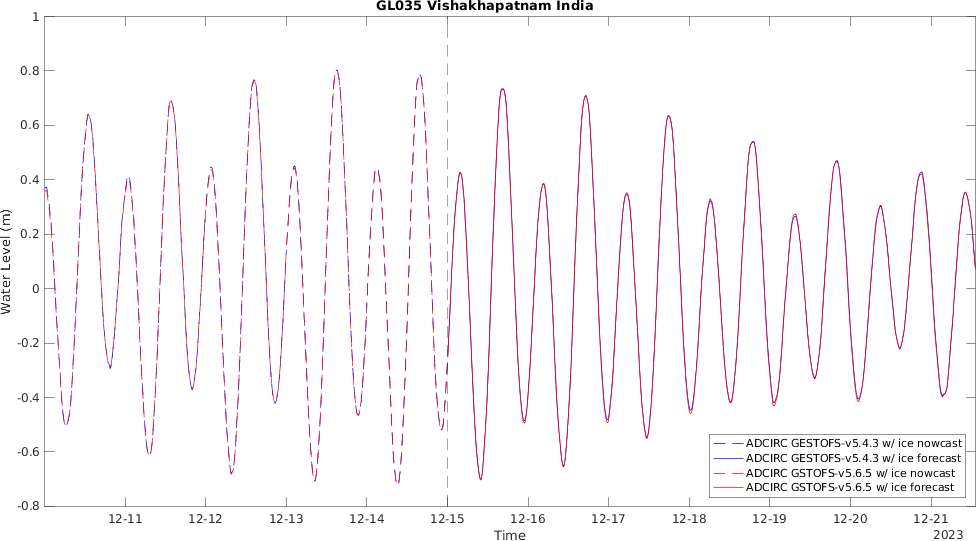 GL035 Vishakhapatnam India
1
0.8
0.6
0.4
0.2
0
-0.2
-0.4
-0.6
-0.8
Water Level (m)
ADCIRC GESTOFS-v5.4.3 w/ ice nowcast
ADCIRC GESTOFS-v5.4.3 w/ ice forecast
ADCIRC GSTOFS-v5.6.5 w/ ice nowcast
ADCIRC GSTOFS-v5.6.5 w/ ice forecast
12-11 12-12 12-13 12-14 12-15 12-16 12-17 12-18 12-19 12-20 12-21
Time
2023